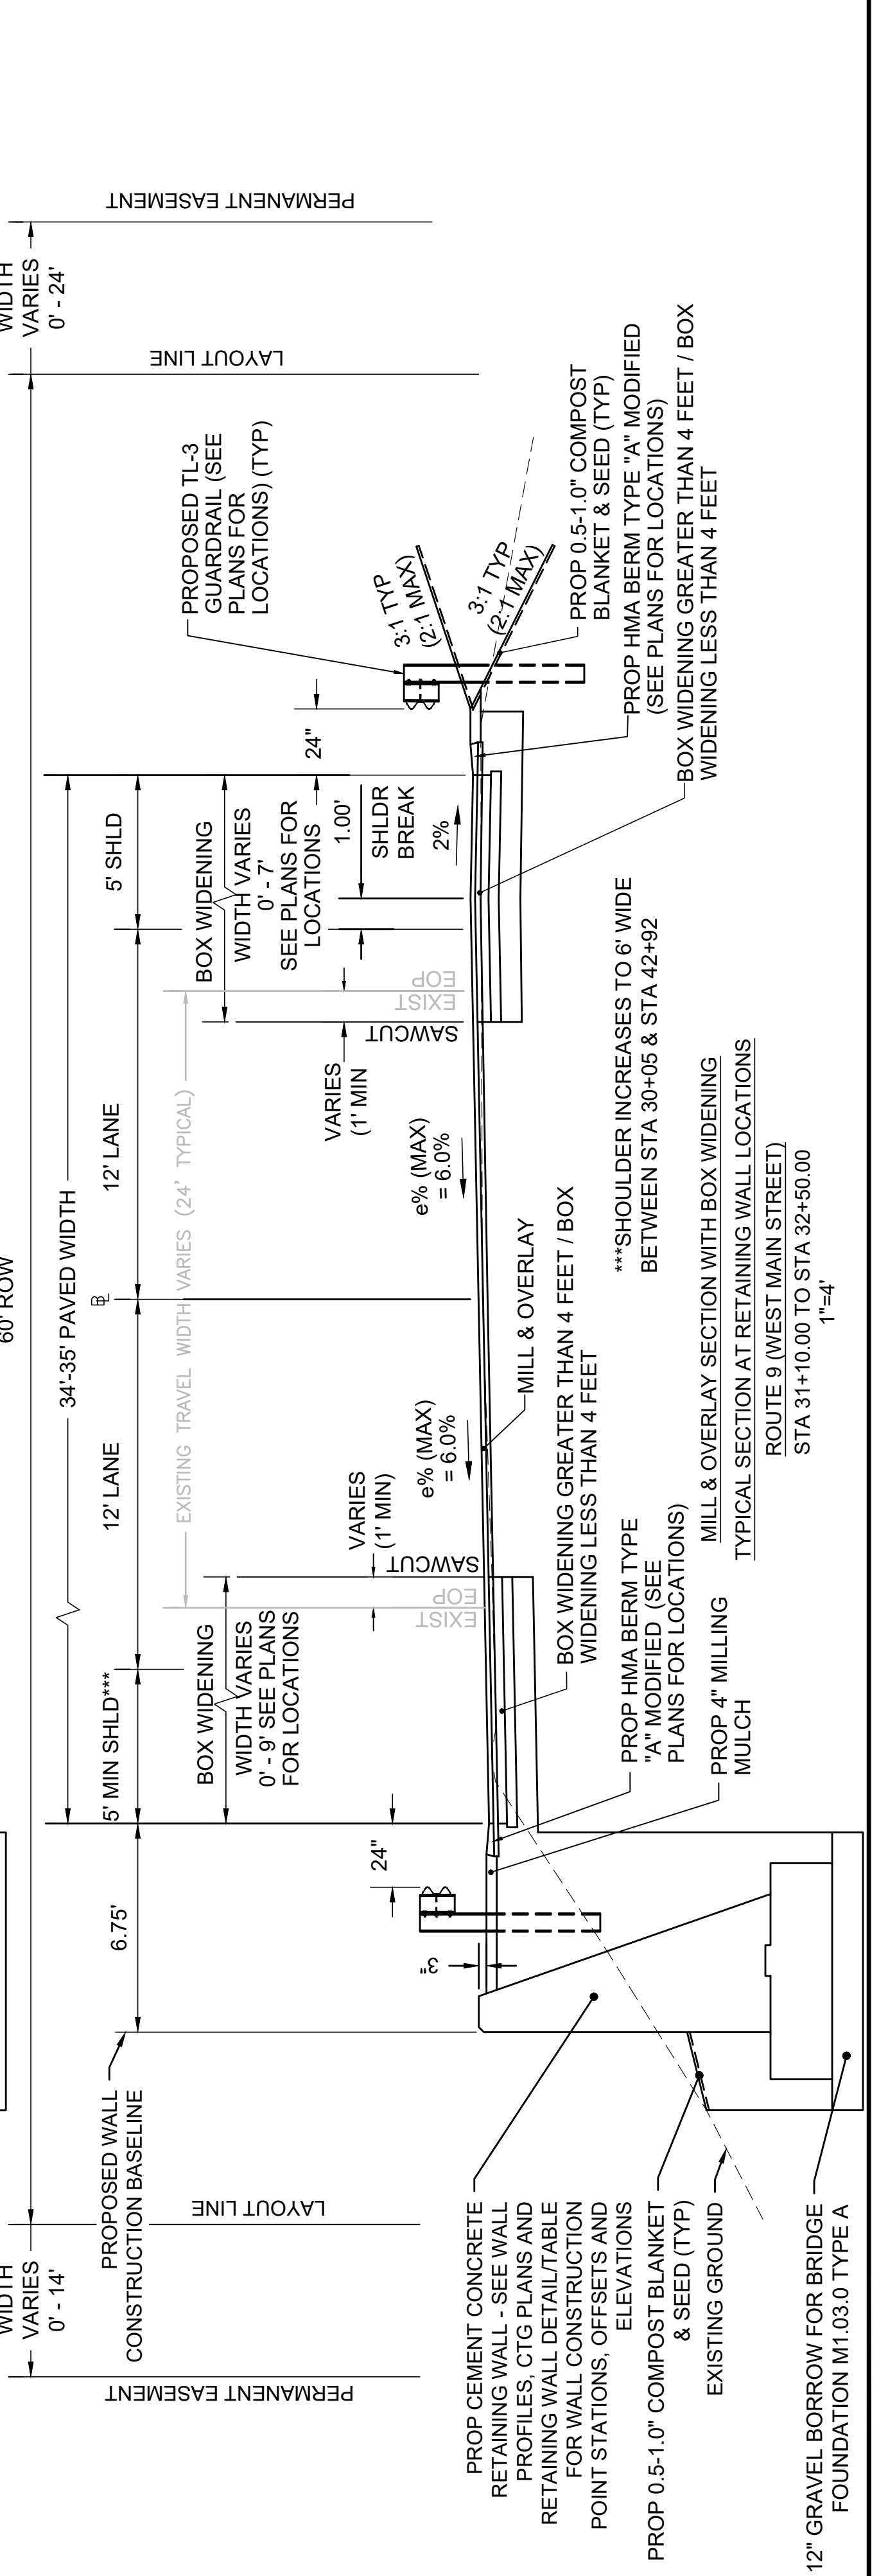 WIDTH
VARIES
0' - 14'
60' ROW
WIDTH
VARIES
0' - 24'
PERMANENT EASEMENT
LAYOUT LINE
LAYOUT LINE
PERMANENT EASEMENT
PROPOSED WALL
CONSTRUCTION BASELINE
34'-35' PAVED WIDTH
6.75'
5' MIN SHLD***
12' LANE
BL
12' LANE
5' SHLD
EXISTING TRAVEL WIDTH VARIES (24' TYPICAL)
BOX WIDENING
WIDTH VARIES
0' - 9' SEE PLANS
FOR LOCATIONS
EXIST
EOP
SAWCUT
VARIES
(1' MIN)
VARIES
(1' MIN
SAWCUT
EXIST
EOP
BOX WIDENING
WIDTH VARIES
0' - 7'
SEE PLANS FOR
LOCATIONS
1.00'
SHLDR
BREAK
2%
24"
24"
3"
e% (MAX)
= 6.0%
e% (MAX)
= 6.0%
PROPOSED TL-3
GUARDRAIL (SEE
PLANS FOR
LOCATIONS) (TYP)
3:1 TYP
(2:1 MAX)
3:1 TYP
(2:1 MAX)
PROP 0.5-1.0" COMPOST
BLANKET & SEED (TYP)
PROP HMA BERM TYPE "A" MODIFIED
(SEE PLANS FOR LOCATIONS)
BOX WIDENING GREATER THAN 4 FEET / BOX
WIDENING LESS THAN 4 FEET
MILL & OVERLAY
BOX WIDENING GREATER THAN 4 FEET / BOX
WIDENING LESS THAN 4 FEET
PROP HMA BERM TYPE
"A" MODIFIED (SEE
PLANS FOR LOCATIONS)
PROP 4" MILLING
MULCH
PROP CEMENT CONCRETE
RETAINING WALL - SEE WALL
PROFILES, CTG PLANS AND
RETAINING WALL DETAIL/TABLE
FOR WALL CONSTRUCTION
POINT STATIONS, OFFSETS AND
ELEVATIONS
PROP 0.5-1.0" COMPOST BLANKET
& SEED (TYP)
EXISTING GROUND
12" GRAVEL BORROW FOR BRIDGE
FOUNDATION M1.03.0 TYPE A
***SHOULDER INCREASES TO 6' WIDE
BETWEEN STA 30+05 & STA 42+92
MILL & OVERLAY SECTION WITH BOX WIDENING
TYPICAL SECTION AT RETAINING WALL LOCATIONS
ROUTE 9 (WEST MAIN STREET)
STA 31+10.00 TO STA 32+50.00
1"=4'